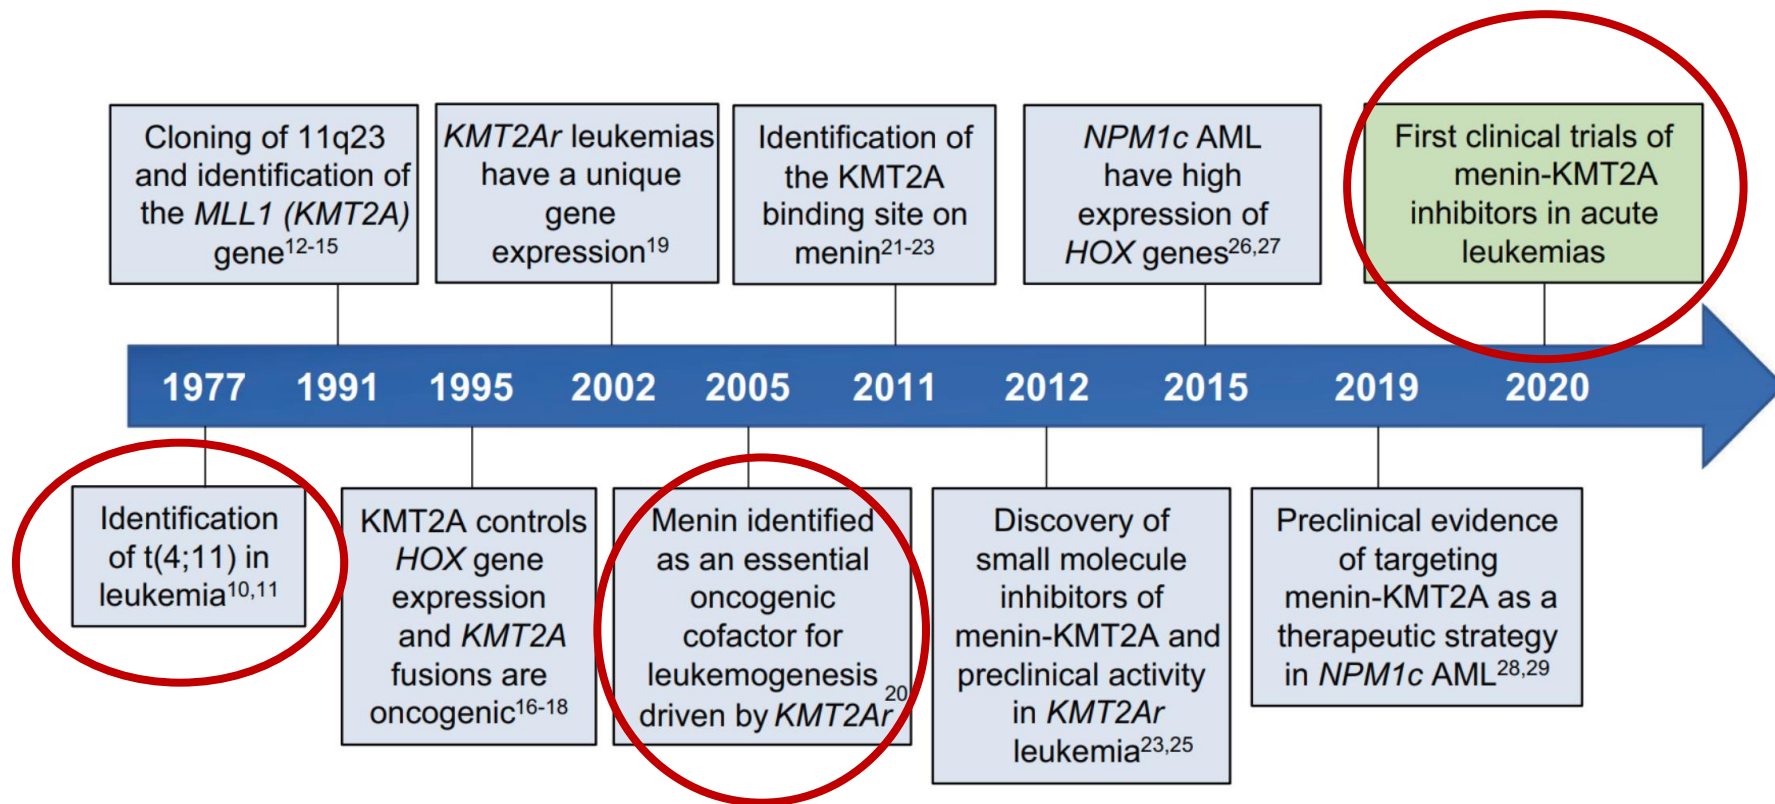 Cloning of 11q23
and identification of
the MLL1 (KMT2A)
gene12-15
KMT2Ar leukemias
have a unique
gene
expression19
Identification of
the KMT2A
binding site on
menin21-23
NPM1c AML
have high
expression of
HOX genes26,27
First clinical trials of
menin-KMT2A
inhibitors in acute
leukemias
1977 1991 1995 2002 2005 2011 2012 2015 2019 2020
Identification
of t(4;11) in
leukemia10,11
KMT2A controls
HOX gene
expression
and KMT2A
fusions are
oncogenic16-18
Menin identified
as an essential
oncogenic
cofactor for
leukemogenesis
driven by KMT2Ar20
Discovery of
small molecule
inhibitors of
menin-KMT2A and
preclinical activity
in KMT2Ar
leukemia23,25
Preclinical evidence
of targeting
menin-KMT2A as a
therapeutic strategy
in NPM1c AML28,29